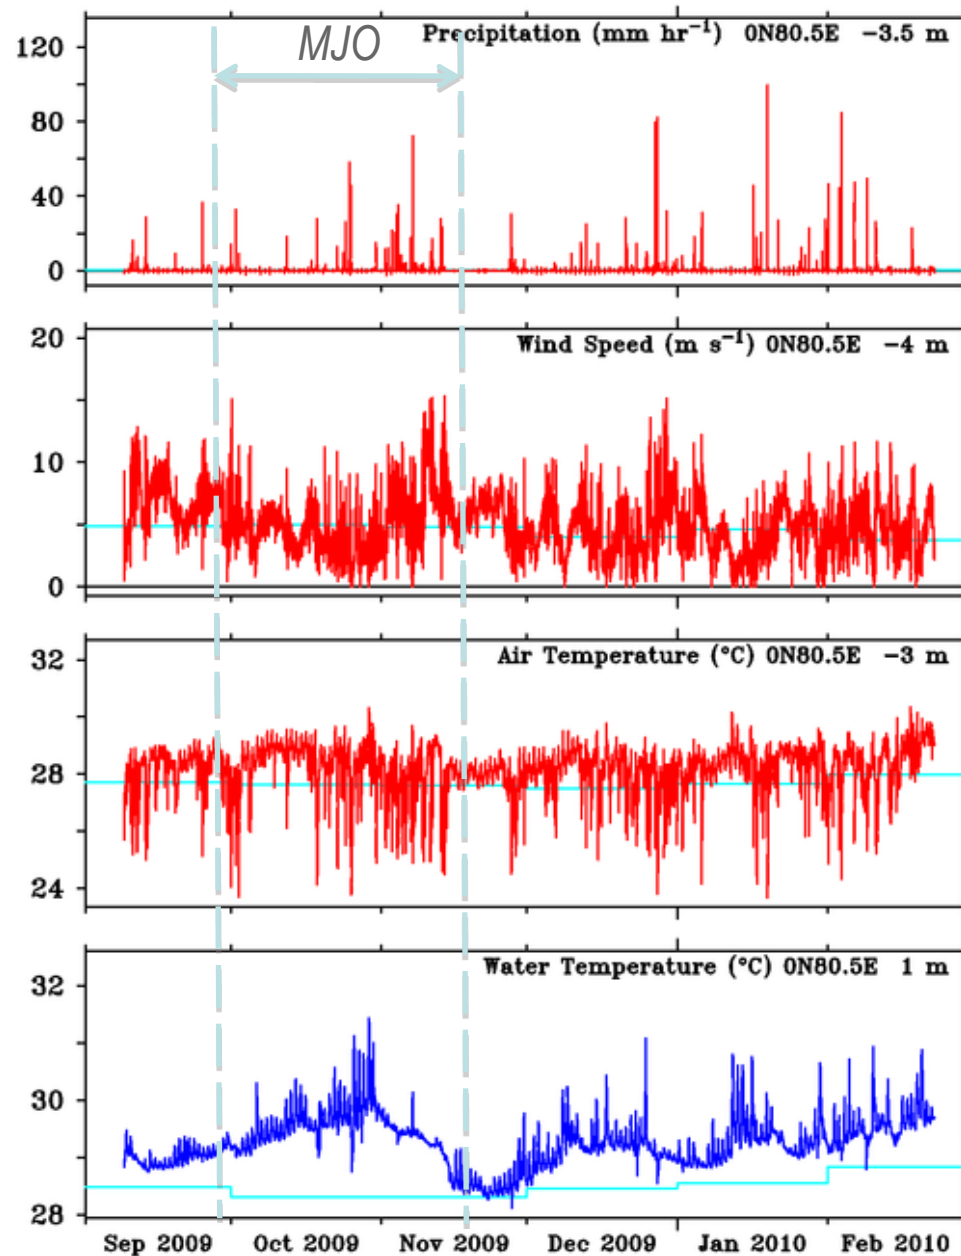 MJO
Precipitation (mm hr⁻¹) 0N80.5E −3.5 m
120
80
40
0
Wind Speed (m s⁻¹) 0N80.5E −4 m
20
10
0
Air Temperature (°C) 0N80.5E −3 m
32
28
24
Water Temperature (°C) 0N80.5E 1 m
32
30
28
Sep 2009 Oct 2009 Nov 2009 Dec 2009 Jan 2010 Feb 2010